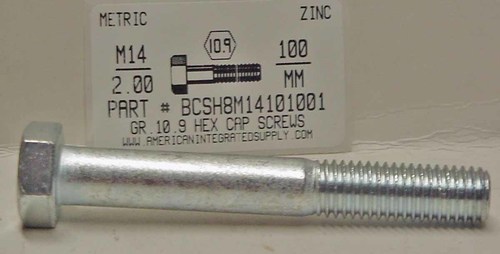 METRIC ZINC
M14 10.9 100
2.00 MM
PART # BCSH8M14101001
GR.10.9 HEX CAP SCREWS
WWW.AMERICANINTEGRATEDSUPPLY.COM